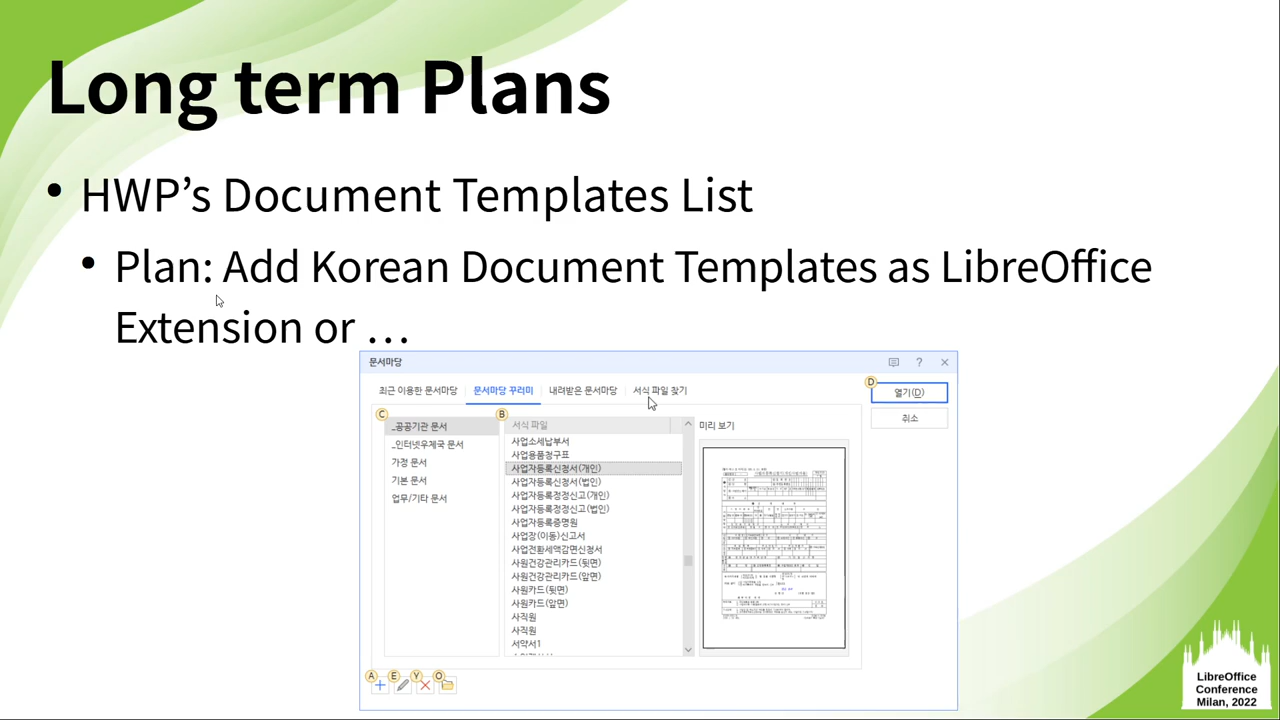 Long term Plans
• HWP’s Document Templates List
• Plan: Add Korean Document Templates as LibreOffice
Extension or …
문서마당
?
최근 이용한 문서마당
문서마당 꾸러미
내려받은 문서마당
서식 파일 찾기
D
열기(D)
취소
C
_공공기관 문서
_인터넷우체국 문서
가정 문서
기본 문서
업무/기타 문서
B
서식 파일
사업소세납부서
사업용품청구표
사업자등록신청서(개인)
사업자등록신청서(법인)
사업자등록정정신고(개인)
사업자등록정정신고(법인)
사업자등록증명원
사업장(이동)신고서
사업전환세액감면신청서
사원건강관리카드(뒷면)
사원건강관리카드(앞면)
사원카드(뒷면)
사원카드(앞면)
사직원
사직원
서약서1
미리 보기
A E Y O
LibreOffice
Conference
Milan, 2022